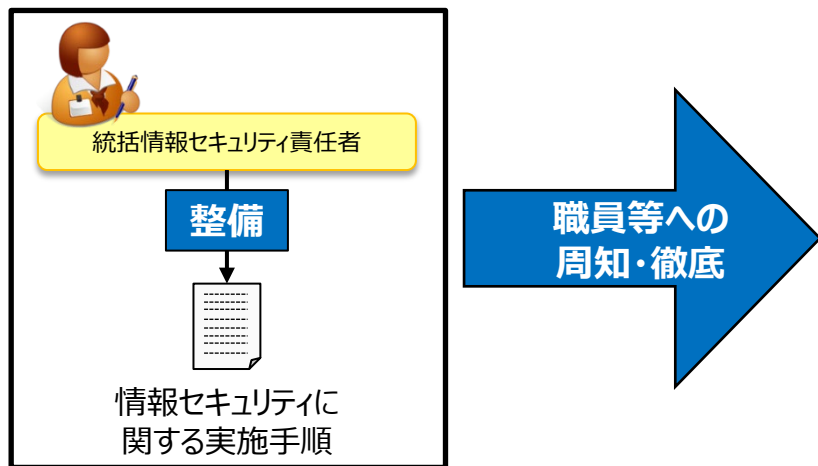 統括情報セキュリティ責任者
整備
情報セキュリティに
関する実施手順
職員等への
周知・徹底